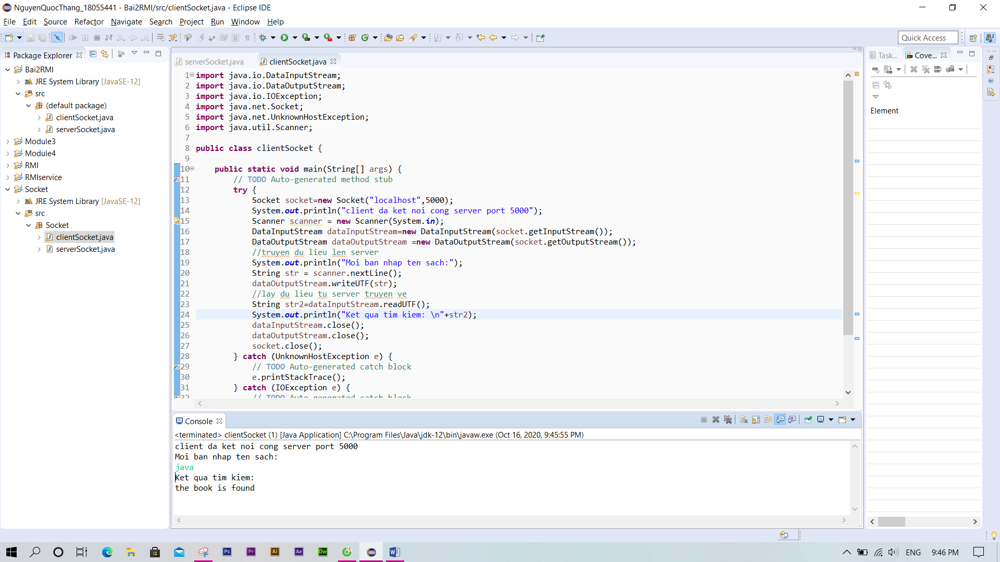 NguyenQuocThang_18055441 - Bai2RMI/src/clientSocket.java - Eclipse IDE
File Edit Source Refactor Navigate Search Project Run Window Help
Quick Access
Package Explorer
Bai2RMI
JRE System Library [JavaSE-12]
src
(default package)
clientSocket.java
serverSocket.java
Module3
Module4
RMI
RMIservice
Socket
JRE System Library [JavaSE-12]
src
Socket
clientSocket.java
serverSocket.java
serverSocket.java clientSocket.java
1 import java.io.DataInputStream;
2 import java.io.DataOutputStream;
3 import java.io.IOException;
4 import java.net.Socket;
5 import java.net.UnknownHostException;
6 import java.util.Scanner;
7
8 public class clientSocket {
9
10 public static void main(String[] args) {
11 // TODO Auto-generated method stub
12 try {
13 Socket socket=new Socket("localhost",5000);
14 System.out.println("client da ket noi cong server port 5000");
15 Scanner scanner = new Scanner(System.in);
16 DataInputStream dataInputStream=new DataInputStream(socket.getInputStream());
17 DataOutputStream dataOutputStream =new DataOutputStream(socket.getOutputStream());
18 //truyen du lieu len server
19 System.out.println("Moi ban nhap ten sach:");
20 String str = scanner.nextLine();
21 dataOutputStream.writeUTF(str);
22 //lay du lieu tu server truyen ve
23 String str2=dataInputStream.readUTF();
24 System.out.println("Ket qua tim kiem: \n"+str2);
25 dataInputStream.close();
26 dataOutputStream.close();
27 socket.close();
28 } catch (UnknownHostException e) {
29 // TODO Auto-generated catch block
30 e.printStackTrace();
31 } catch (IOException e) {
32 // TODO Auto-generated catch block
Console
<terminated> clientSocket (1) [Java Application] C:\Program Files\Java\jdk-12\bin\javaw.exe (Oct 16, 2020, 9:45:55 PM)
client da ket noi cong server port 5000
Moi ban nhap ten sach:
java
Ket qua tim kiem:
the book is found
Task... Cove...
Element
Ps Pr Ai Ae Dw
ENG 9:46 PM